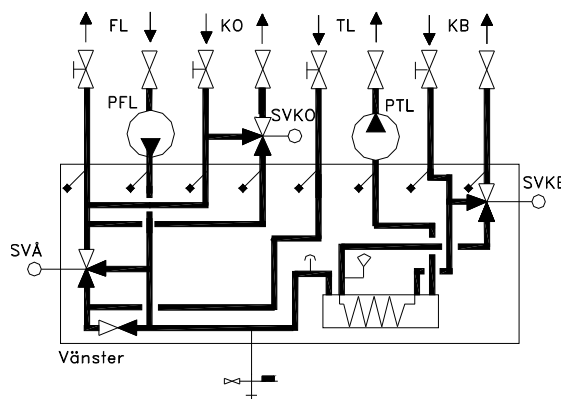 FL KO TL KB
PFL SVKO PTL
SVKB
SVÅ
Vänster